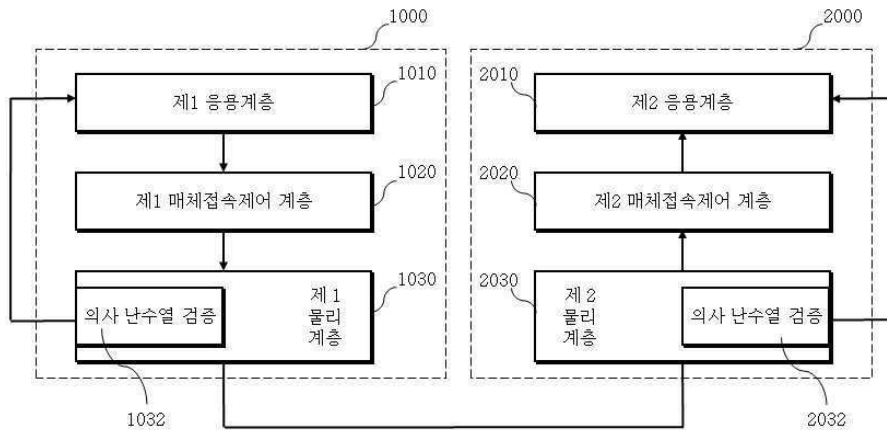 1000
2000
제1 응용계층
1010
2010
제2 응용계층
제1 매체접속제어 계층
1020
2020
제2 매체접속제어 계층
의사 난수열 검증
제 1
물리
계층
1030
2030
제 2
물리
계층
의사 난수열 검증
1032
2032